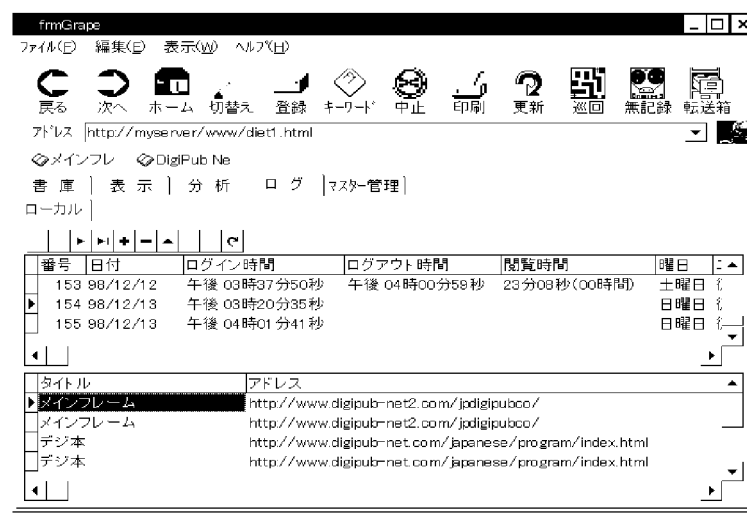 frmGrape
ファイル(F) 編集(E) 表示(W) ヘルプ(H)
戻る 次へ ホーム 切替え 登録 キーワード 中止 印刷 更新 巡回 無記録 転送箱
アドレス http://myserver/www/diet1.html
メインフレ DigiPub Ne
書庫 表示 分析 ログ マスター管理
ローカル
番号 日付 ログイン時間 ログアウト時間 閲覧時間 曜日
153 98/12/12 午後 03時37分50秒 午後 04時00分59秒 23分08秒(00時間) 土曜日
154 98/12/13 午後 03時20分35秒 日曜日
155 98/12/13 午後 04時01分41秒 日曜日
タイトル アドレス
メインフレーム http://www.digipub-net2.com/jpdigipubco/
メインフレーム http://www.digipub-net2.com/jpdigipubco/
デジ本 http://www.digipub-net.com/japanese/program/index.html
デジ本 http://www.digipub-net.com/japanese/program/index.html